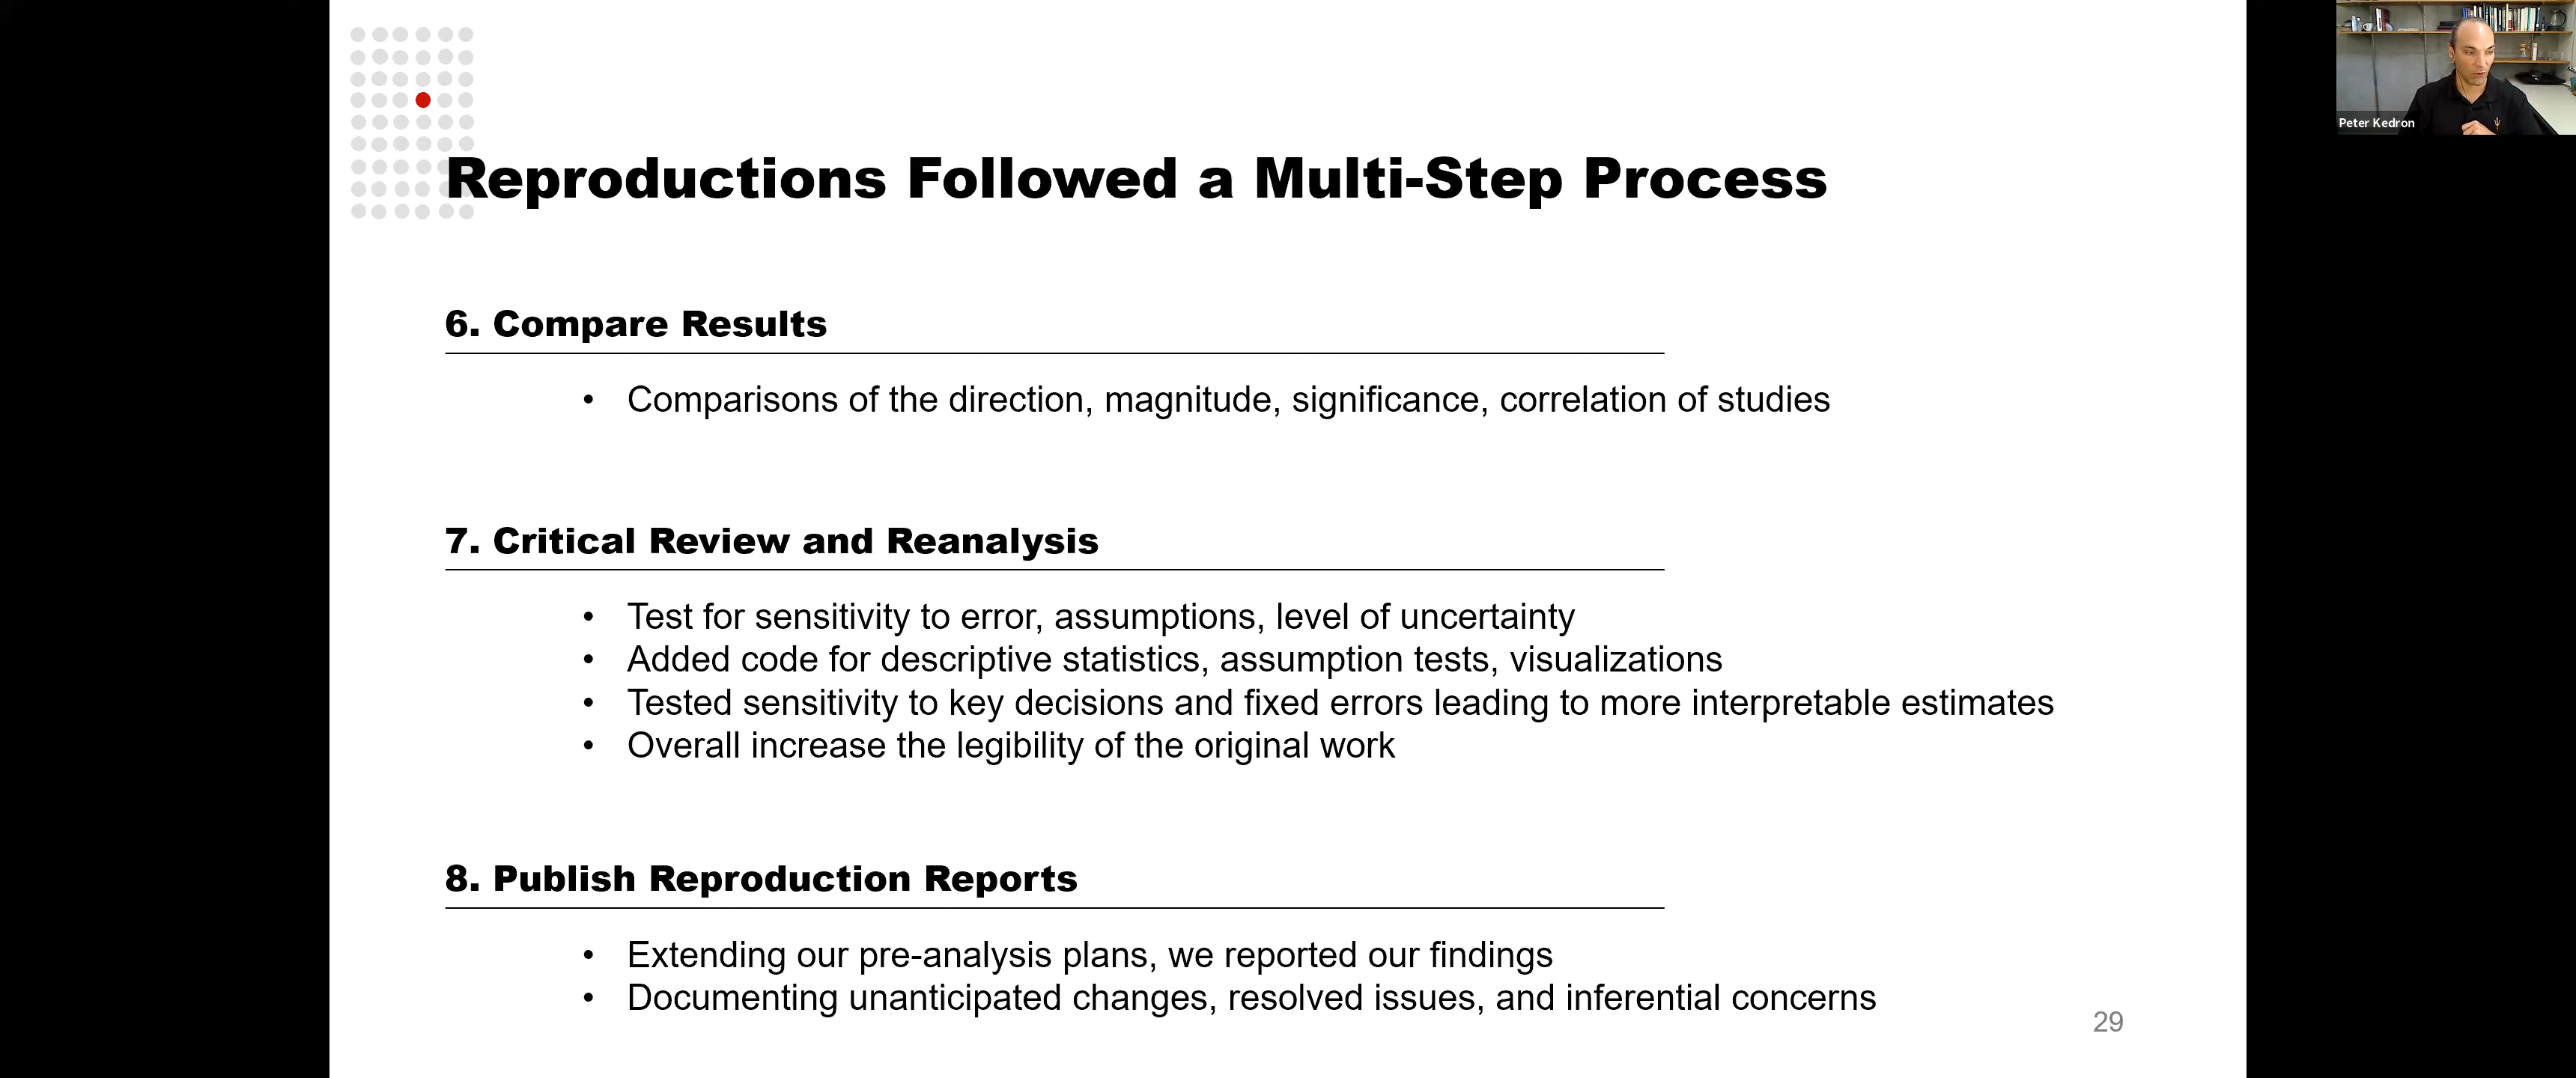 Reproductions Followed a Multi-Step Process
6. Compare Results
• Comparisons of the direction, magnitude, significance, correlation of studies
7. Critical Review and Reanalysis
• Test for sensitivity to error, assumptions, level of uncertainty
• Added code for descriptive statistics, assumption tests, visualizations
• Tested sensitivity to key decisions and fixed errors leading to more interpretable estimates
• Overall increase the legibility of the original work
8. Publish Reproduction Reports
• Extending our pre-analysis plans, we reported our findings
• Documenting unanticipated changes, resolved issues, and inferential concerns
29
Peter Kedron